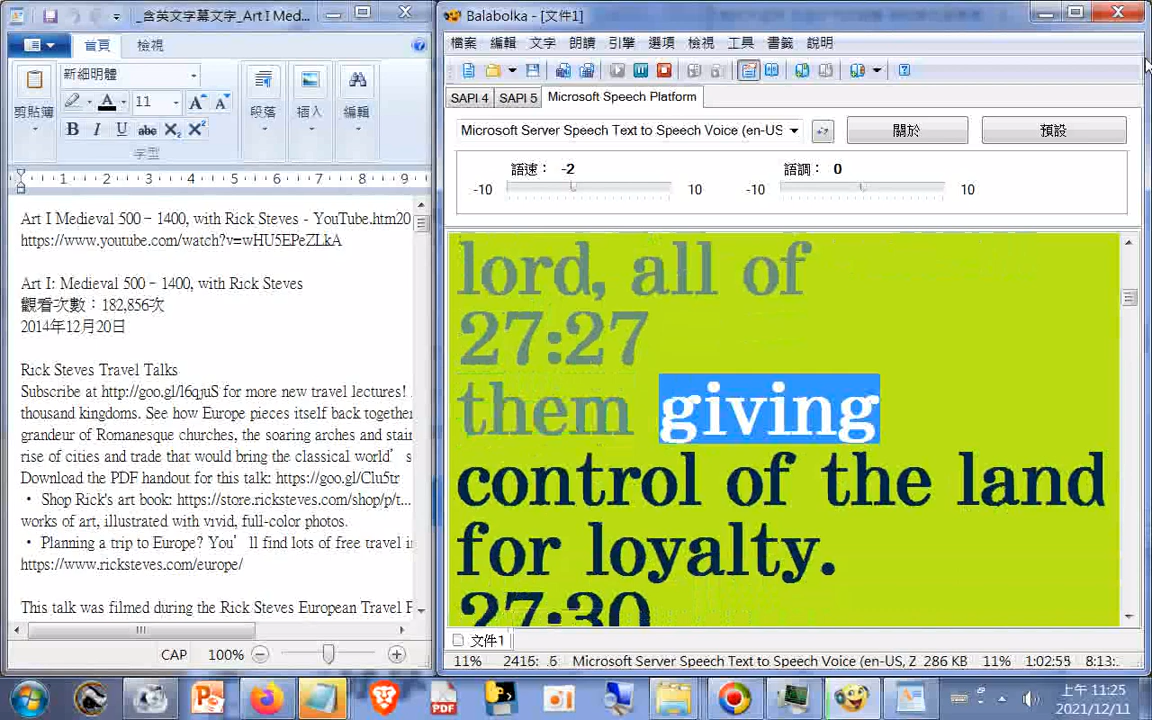 _含英文字幕文字_Art I Med...
首頁
檢視
新細明體
11
剪貼簿
段落
插入
編輯
字型
1 2 3 4 5 6 7 8 9
Art I Medieval 500 - 1400, with Rick Steves - YouTube.htm20
https://www.youtube.com/watch?v=wHU5EPeZLkA
Art I: Medieval 500 - 1400, with Rick Steves
觀看次數：182,856次
2014年12月20日
Rick Steves Travel Talks
Subscribe at http://goo.gl/l6qjuS for more new travel lectures!
thousand kingdoms. See how Europe pieces itself back together
grandeur of Romanesque churches, the soaring arches and stai
rise of cities and trade that would bring the classical world's
Download the PDF handout for this talk: https://goo.gl/Clu5tr
• Shop Rick's art book: https://store.ricksteves.com/shop/p/t...
works of art, illustrated with vivid, full-color photos.
• Planning a trip to Europe? You'll find lots of free travel i
https://www.ricksteves.com/europe/
This talk was filmed during the Rick Steves European Travel F
CAP 100%
Balabolka - [文件1]
檔案 編輯 文字 朗讀 引擎 選項 檢視 工具 書籤 說明
SAPI 4 SAPI 5 Microsoft Speech Platform
Microsoft Server Speech Text to Speech Voice (en-US
關於
預設
語速： -2
語調： 0
-10 10 -10 10
lord, all of
27:27
them giving
control of the land
for loyalty.
27:30
文件1
11% 2415: .6 Microsoft Server Speech Text to Speech Voice (en-US, Z 286 KB 11% 1:02:55 8:13:.
上午 11:25
2021/12/11